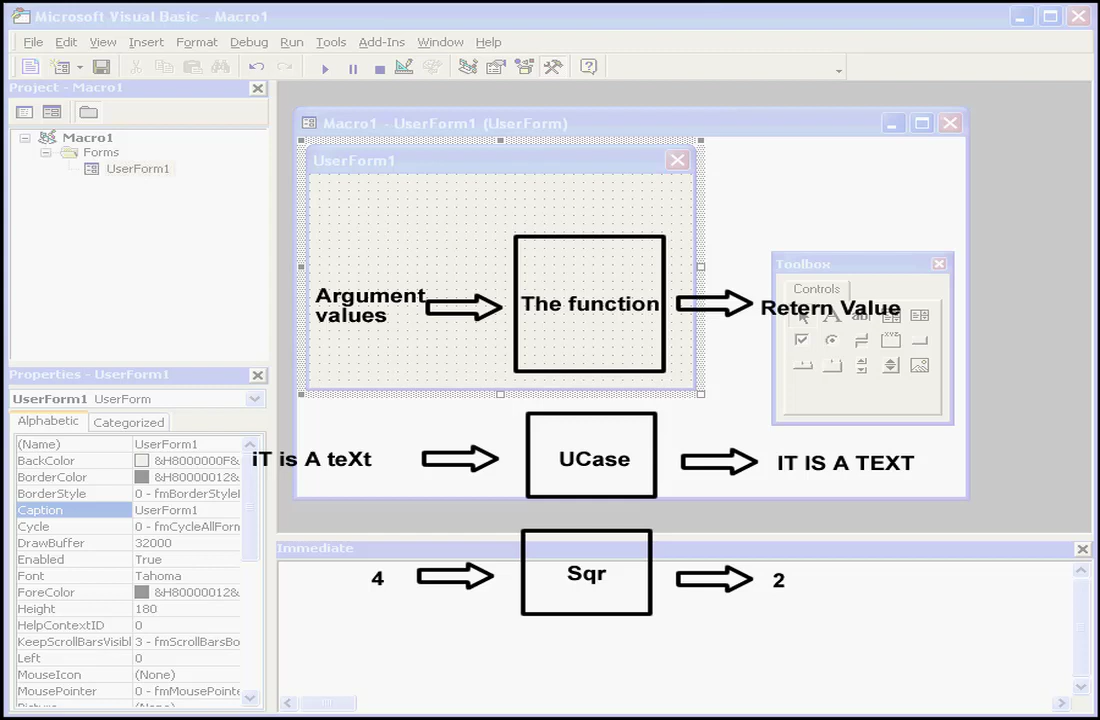 Microsoft Visual Basic - Macro1
File Edit View Insert Format Debug Run Tools Add-Ins Window Help
Project - Macro1
Macro1
Forms
UserForm1
Macro1 - UserForm1 (UserForm)
UserForm1
Argument
values
The function
Retern Value
Toolbox
Controls
iT is A teXt
UCase
IT IS A TEXT
4
Sqr
2
Properties - UserForm1
UserForm1 UserForm
Alphabetic Categorized
(Name) UserForm1
BackColor &H8000000F&
BorderColor &H80000012&
BorderStyle 0 - fmBorderStyleI
Caption UserForm1
Cycle 0 - fmCycleAllForm
DrawBuffer 32000
Enabled True
Font Tahoma
ForeColor &H80000012&
Height 180
HelpContextID 0
KeepScrollBarsVisibl 3 - fmScrollBarsBo
Left 0
MouseIcon (None)
MousePointer 0 - fmMousePointe
Immediate